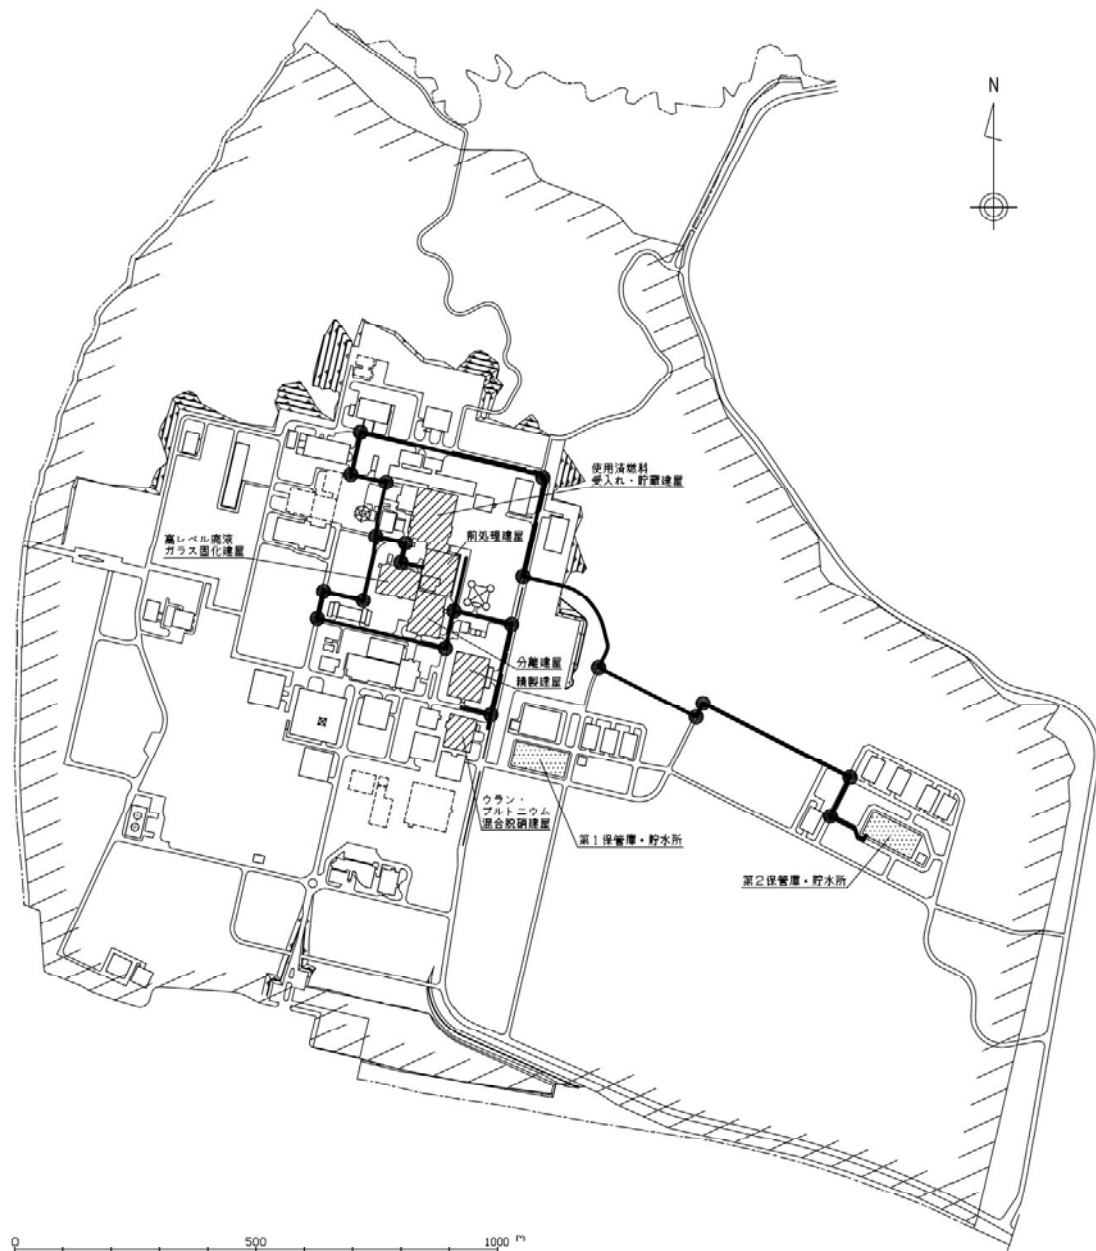 N
使用済燃料
受入れ・貯蔵建屋
前処理建屋
高レベル廃液
ガラス固化建屋
分離建屋
精製建屋
ウラン・
プルトニウム
混合脱硝建屋
第1保管庫・貯水所
第2保管庫・貯水所
0 500 1000 m